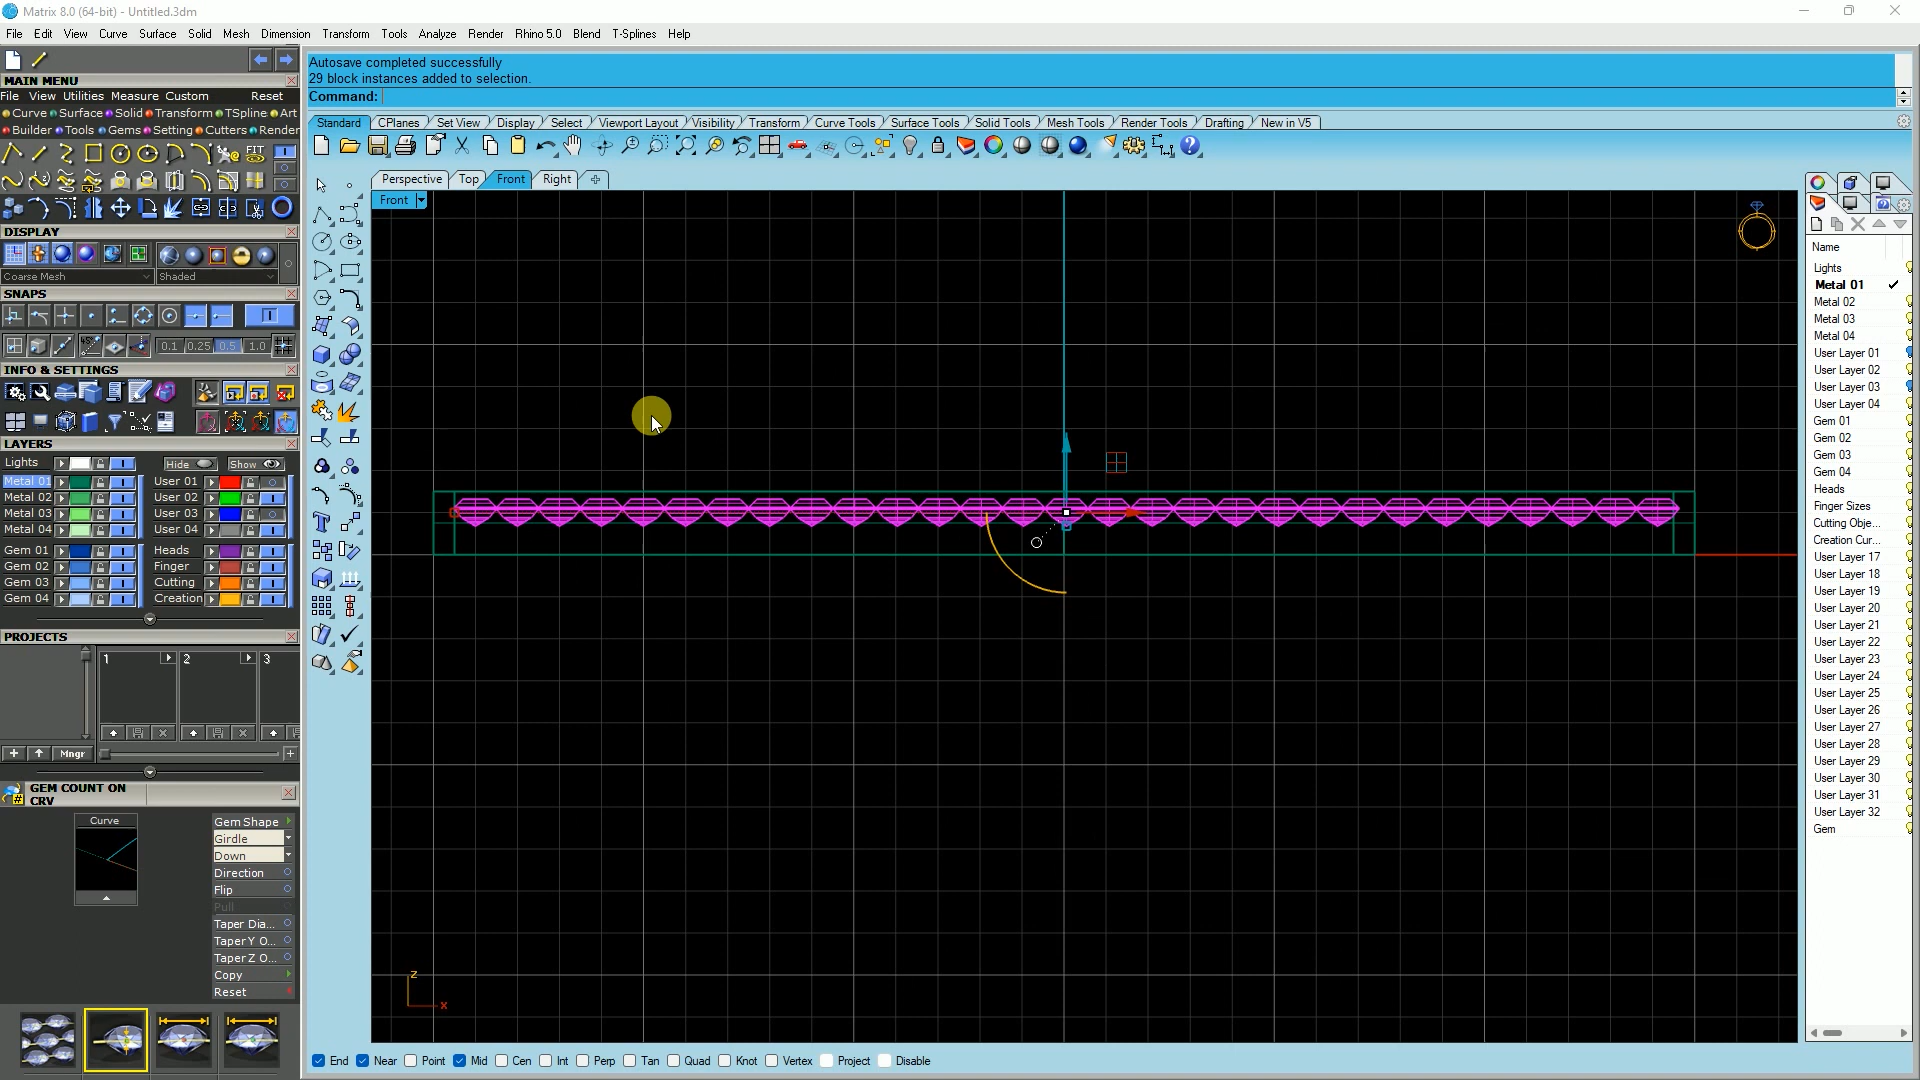 Matrix 8.0 (64-bit) - Untitled.3dm
File Edit View Curve Surface Solid Mesh Dimension Transform Tools Analyze Render Rhino 5.0 Blend T-Splines Help
Autosave completed successfully
29 block instances added to selection.
Command:
MAIN MENU
File View Utilities Measure Custom Reset
Curve Surface Solid Transform TSpline Art
Builder Tools Gems Setting Cutters Render
Standard CPlanes Set View Display Select Viewport Layout Visibility Transform Curve Tools Surface Tools Solid Tools Mesh Tools Render Tools Drafting New in V5
FIT
Perspective Top Front Right
Front
DISPLAY
Coarse Mesh Shaded
SNAPS
0.1 0.25 0.5 1.0
INFO & SETTINGS
LAYERS
Lights Hide Show
Metal 01 User 01
Metal 02 User 02
Metal 03 User 03
Metal 04 User 04
Gem 01 Heads
Gem 02 Finger
Gem 03 Cutting
Gem 04 Creation
PROJECTS
1 2 3
Mngr
GEM COUNT ON
CRV
Curve
Gem Shape
Girdle
Down
Direction
Flip
Pull
Taper Dia...
Taper Y O...
Taper Z O...
Copy
Reset
z
x
Name
Lights
Metal 01
Metal 02
Metal 03
Metal 04
User Layer 01
User Layer 02
User Layer 03
User Layer 04
Gem 01
Gem 02
Gem 03
Gem 04
Heads
Finger Sizes
Cutting Obje...
Creation Cur...
User Layer 17
User Layer 18
User Layer 19
User Layer 20
User Layer 21
User Layer 22
User Layer 23
User Layer 24
User Layer 25
User Layer 26
User Layer 27
User Layer 28
User Layer 29
User Layer 30
User Layer 31
User Layer 32
Gem
End Near Point Mid Cen Int Perp Tan Quad Knot Vertex Project Disable